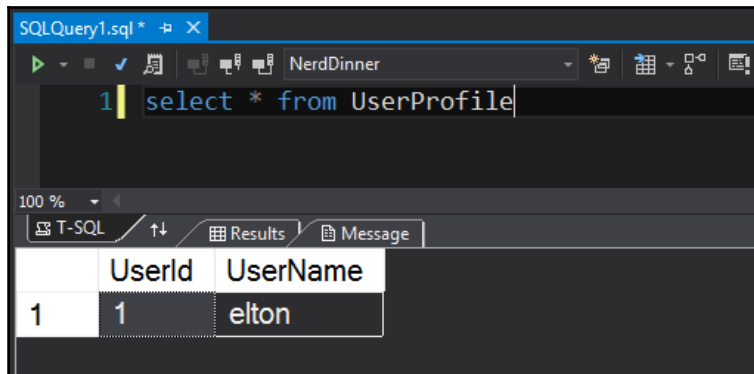 SQLQuery1.sql *
NerdDinner
1 select * from UserProfile
100 %
T-SQL Results Message
UserId UserName
1 1 elton